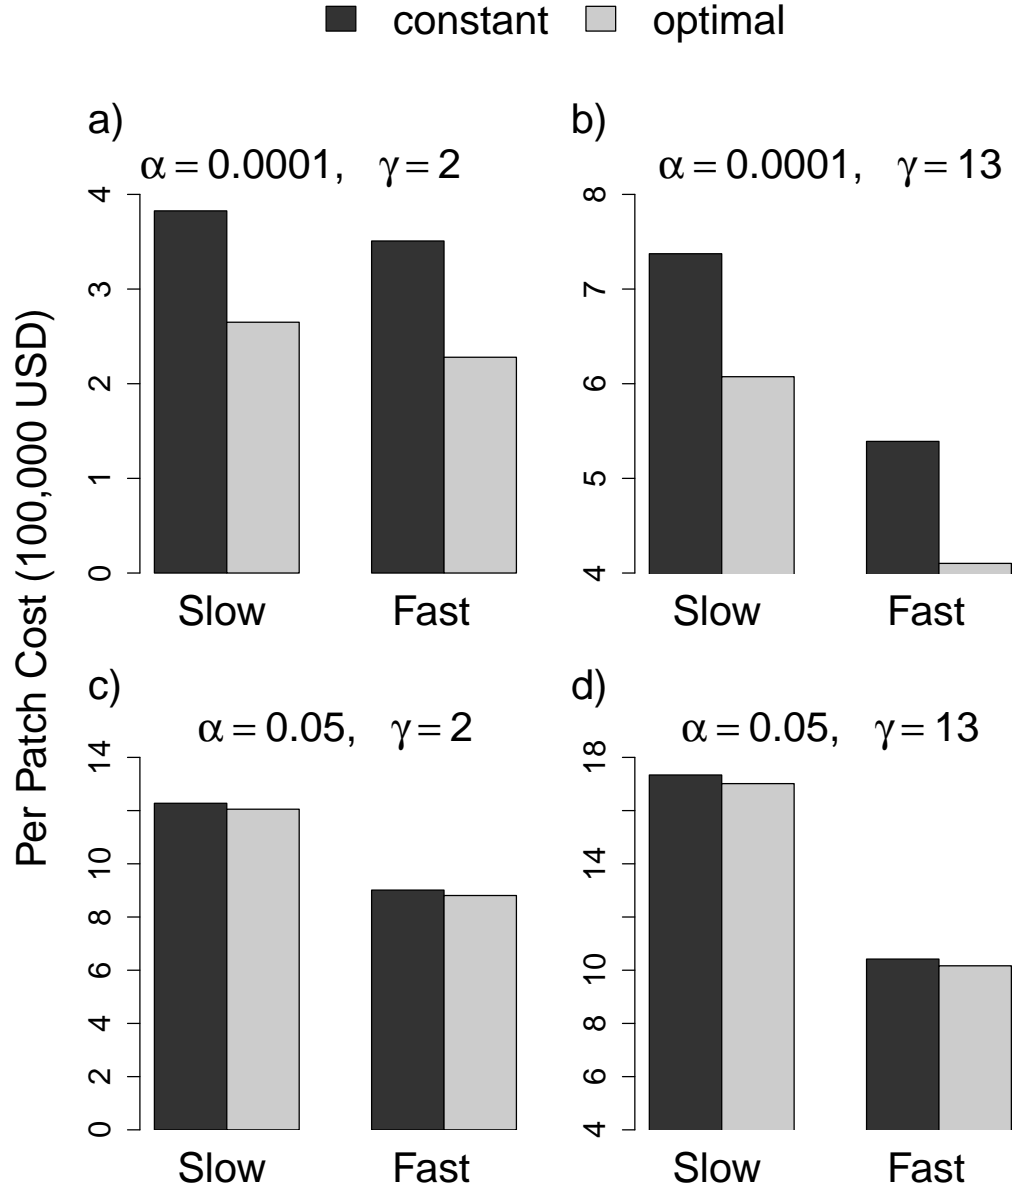 constant optimal
a)
α = 0.0001, γ = 2
4
3
2
1
0
Slow Fast
b)
α = 0.0001, γ = 13
8
7
6
5
4
Slow Fast
Per Patch Cost (100,000 USD)
c)
α = 0.05, γ = 2
14
10
8
6
4
2
0
Slow Fast
d)
α = 0.05, γ = 13
18
14
10
8
6
4
Slow Fast